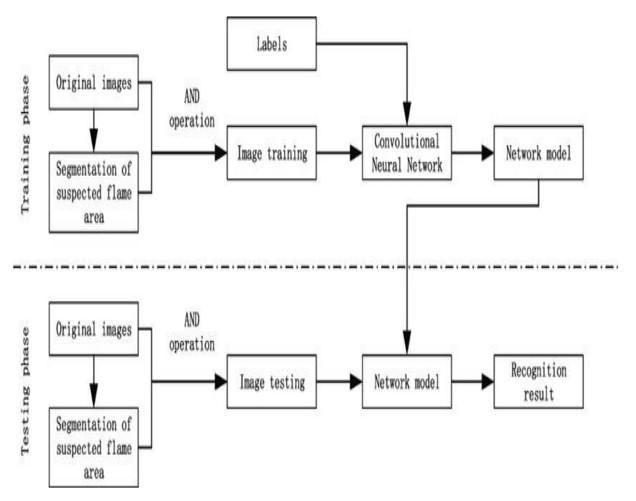 Training phase
Original images
Segmentation of
suspected flame
area
AND
operation
Labels
Image training
Convolutional
Neural Network
Network model
Testing phase
Original images
Segmentation of
suspected flame
area
AND
operation
Image testing
Network model
Recognition
result